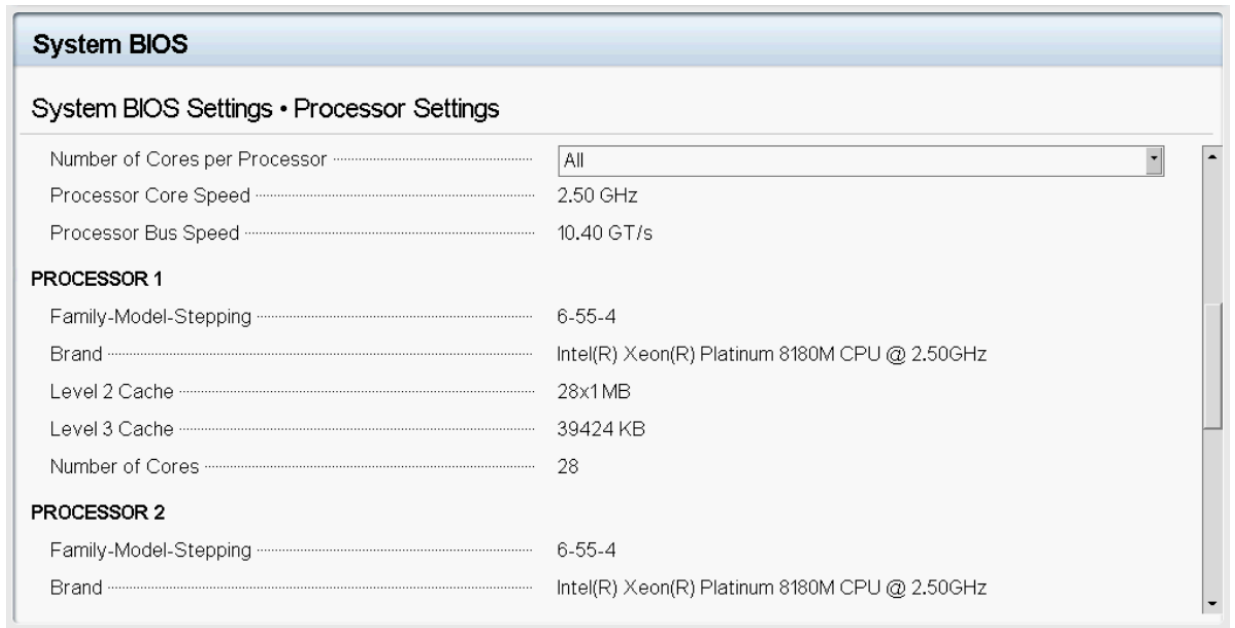 System BIOS
System BIOS Settings • Processor Settings
Number of Cores per Processor All
Processor Core Speed 2.50 GHz
Processor Bus Speed 10.40 GT/s
PROCESSOR 1
Family-Model-Stepping 6-55-4
Brand Intel(R) Xeon(R) Platinum 8180M CPU @ 2.50GHz
Level 2 Cache 28x1 MB
Level 3 Cache 39424 KB
Number of Cores 28
PROCESSOR 2
Family-Model-Stepping 6-55-4
Brand Intel(R) Xeon(R) Platinum 8180M CPU @ 2.50GHz